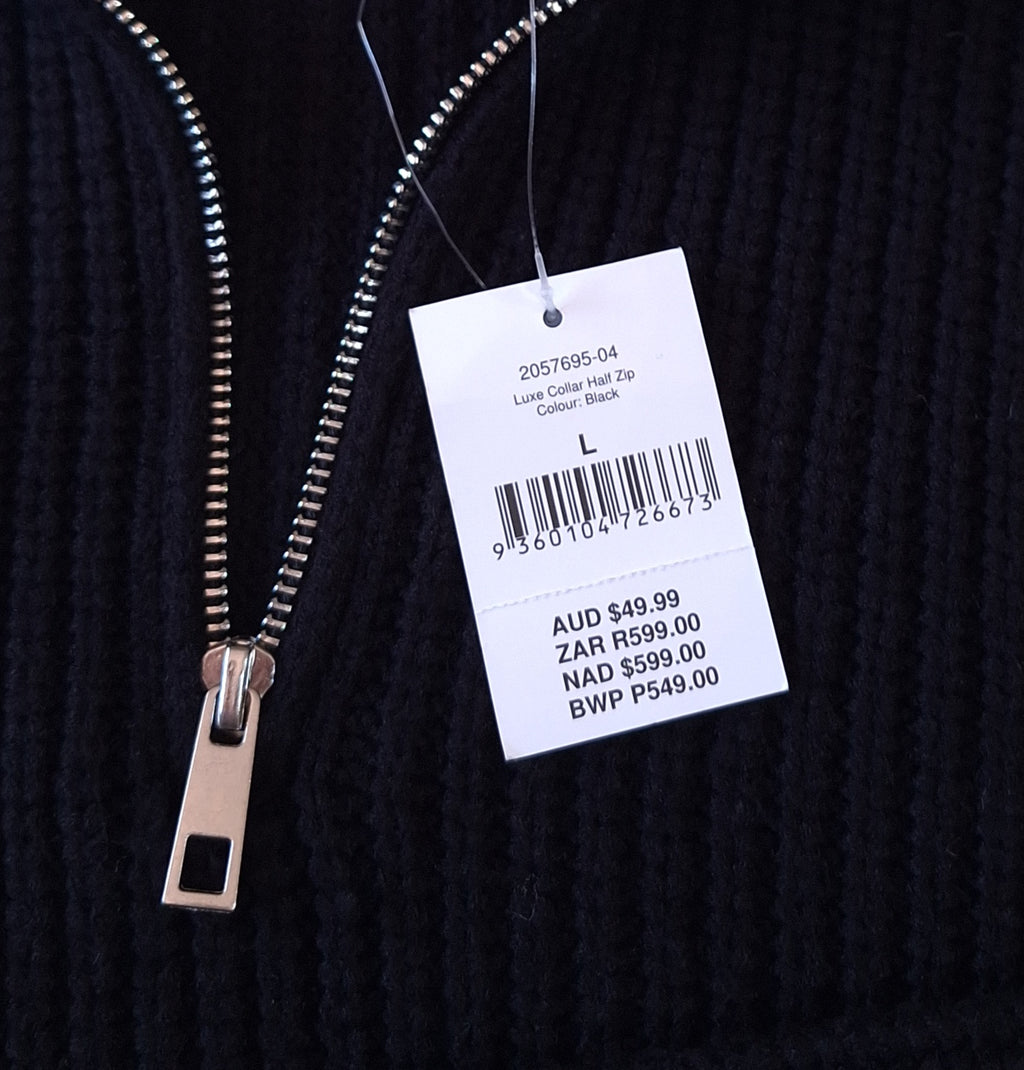 2057695-04
Luxe Collar Half Zip
Colour: Black
L
9 360104 726673
AUD $49.99
ZAR R599.00
NAD $599.00
BWP P549.00